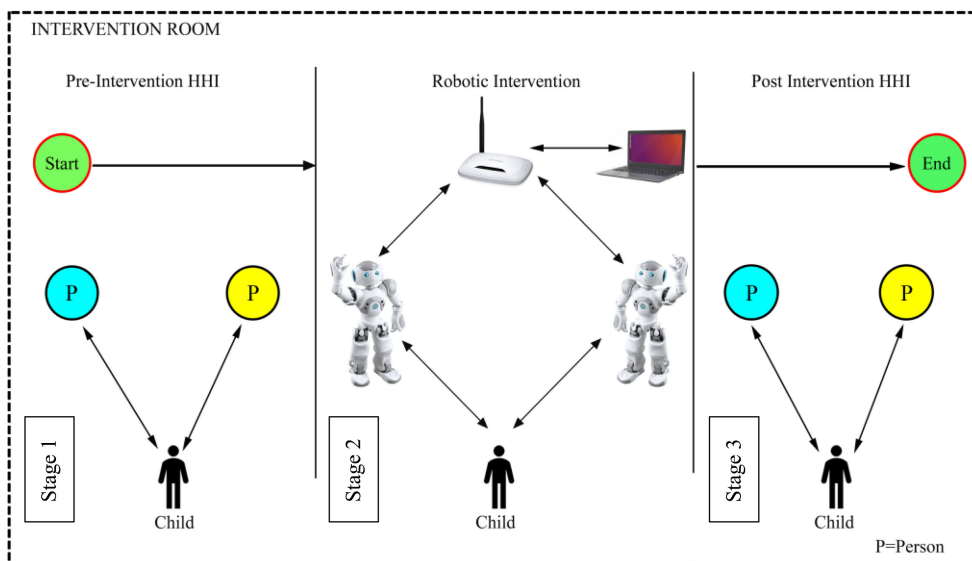 INTERVENTION ROOM
Pre-Intervention HHI
Robotic Intervention
Post Intervention HHI
Start
End
P
P
P
P
Stage 1
Stage 2
Stage 3
Child
Child
Child
P=Person